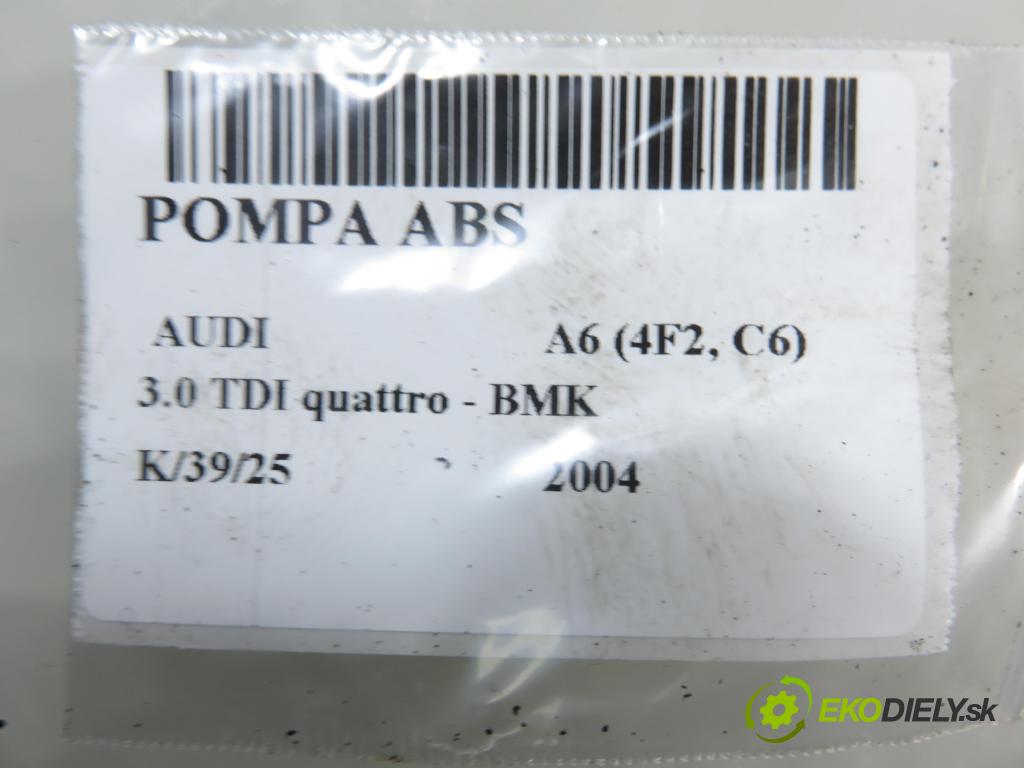 POMPA ABS
AUDI A6 (4F2, C6)
3.0 TDI quattro - BMK
K/39/25 2004
EKODIELY.sk